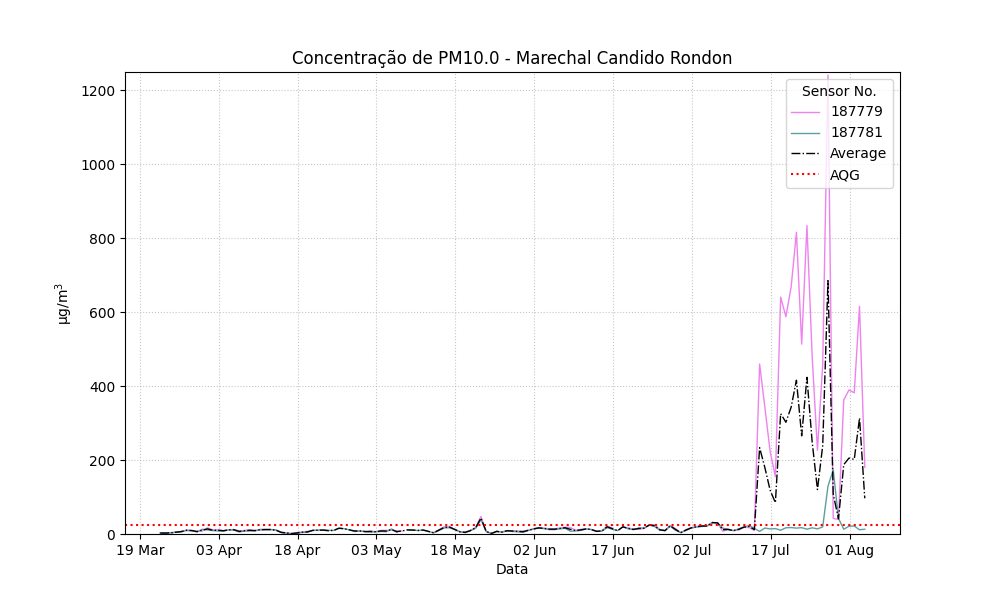 Concentração de PM10.0 - Marechal Candido Rondon
Sensor No.
187779
187781
Average
AQG
1200
1000
800
600
400
200
0
µg/m³
19 Mar 03 Apr 18 Apr 03 May 18 May 02 Jun 17 Jun 02 Jul 17 Jul 01 Aug
Data